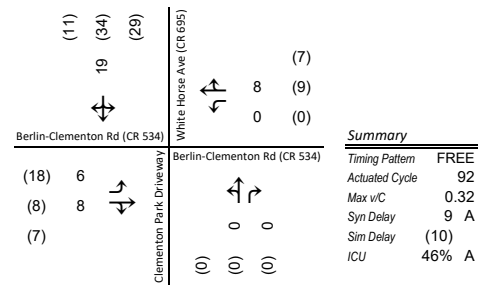 (11) (34) (29)
19
White Horse Ave (CR 695)
(7)
8 (9)
0 (0)
Berlin-Clementon Rd (CR 534)
Berlin-Clementon Rd (CR 534)
(18) 6
(8) 8
(7)
Clementon Park Driveway
0 0
(0) (0) (0)
Summary
Timing Pattern FREE
Actuated Cycle 92
Max v/C 0.32
Syn Delay 9 A
Sim Delay (10)
ICU 46% A